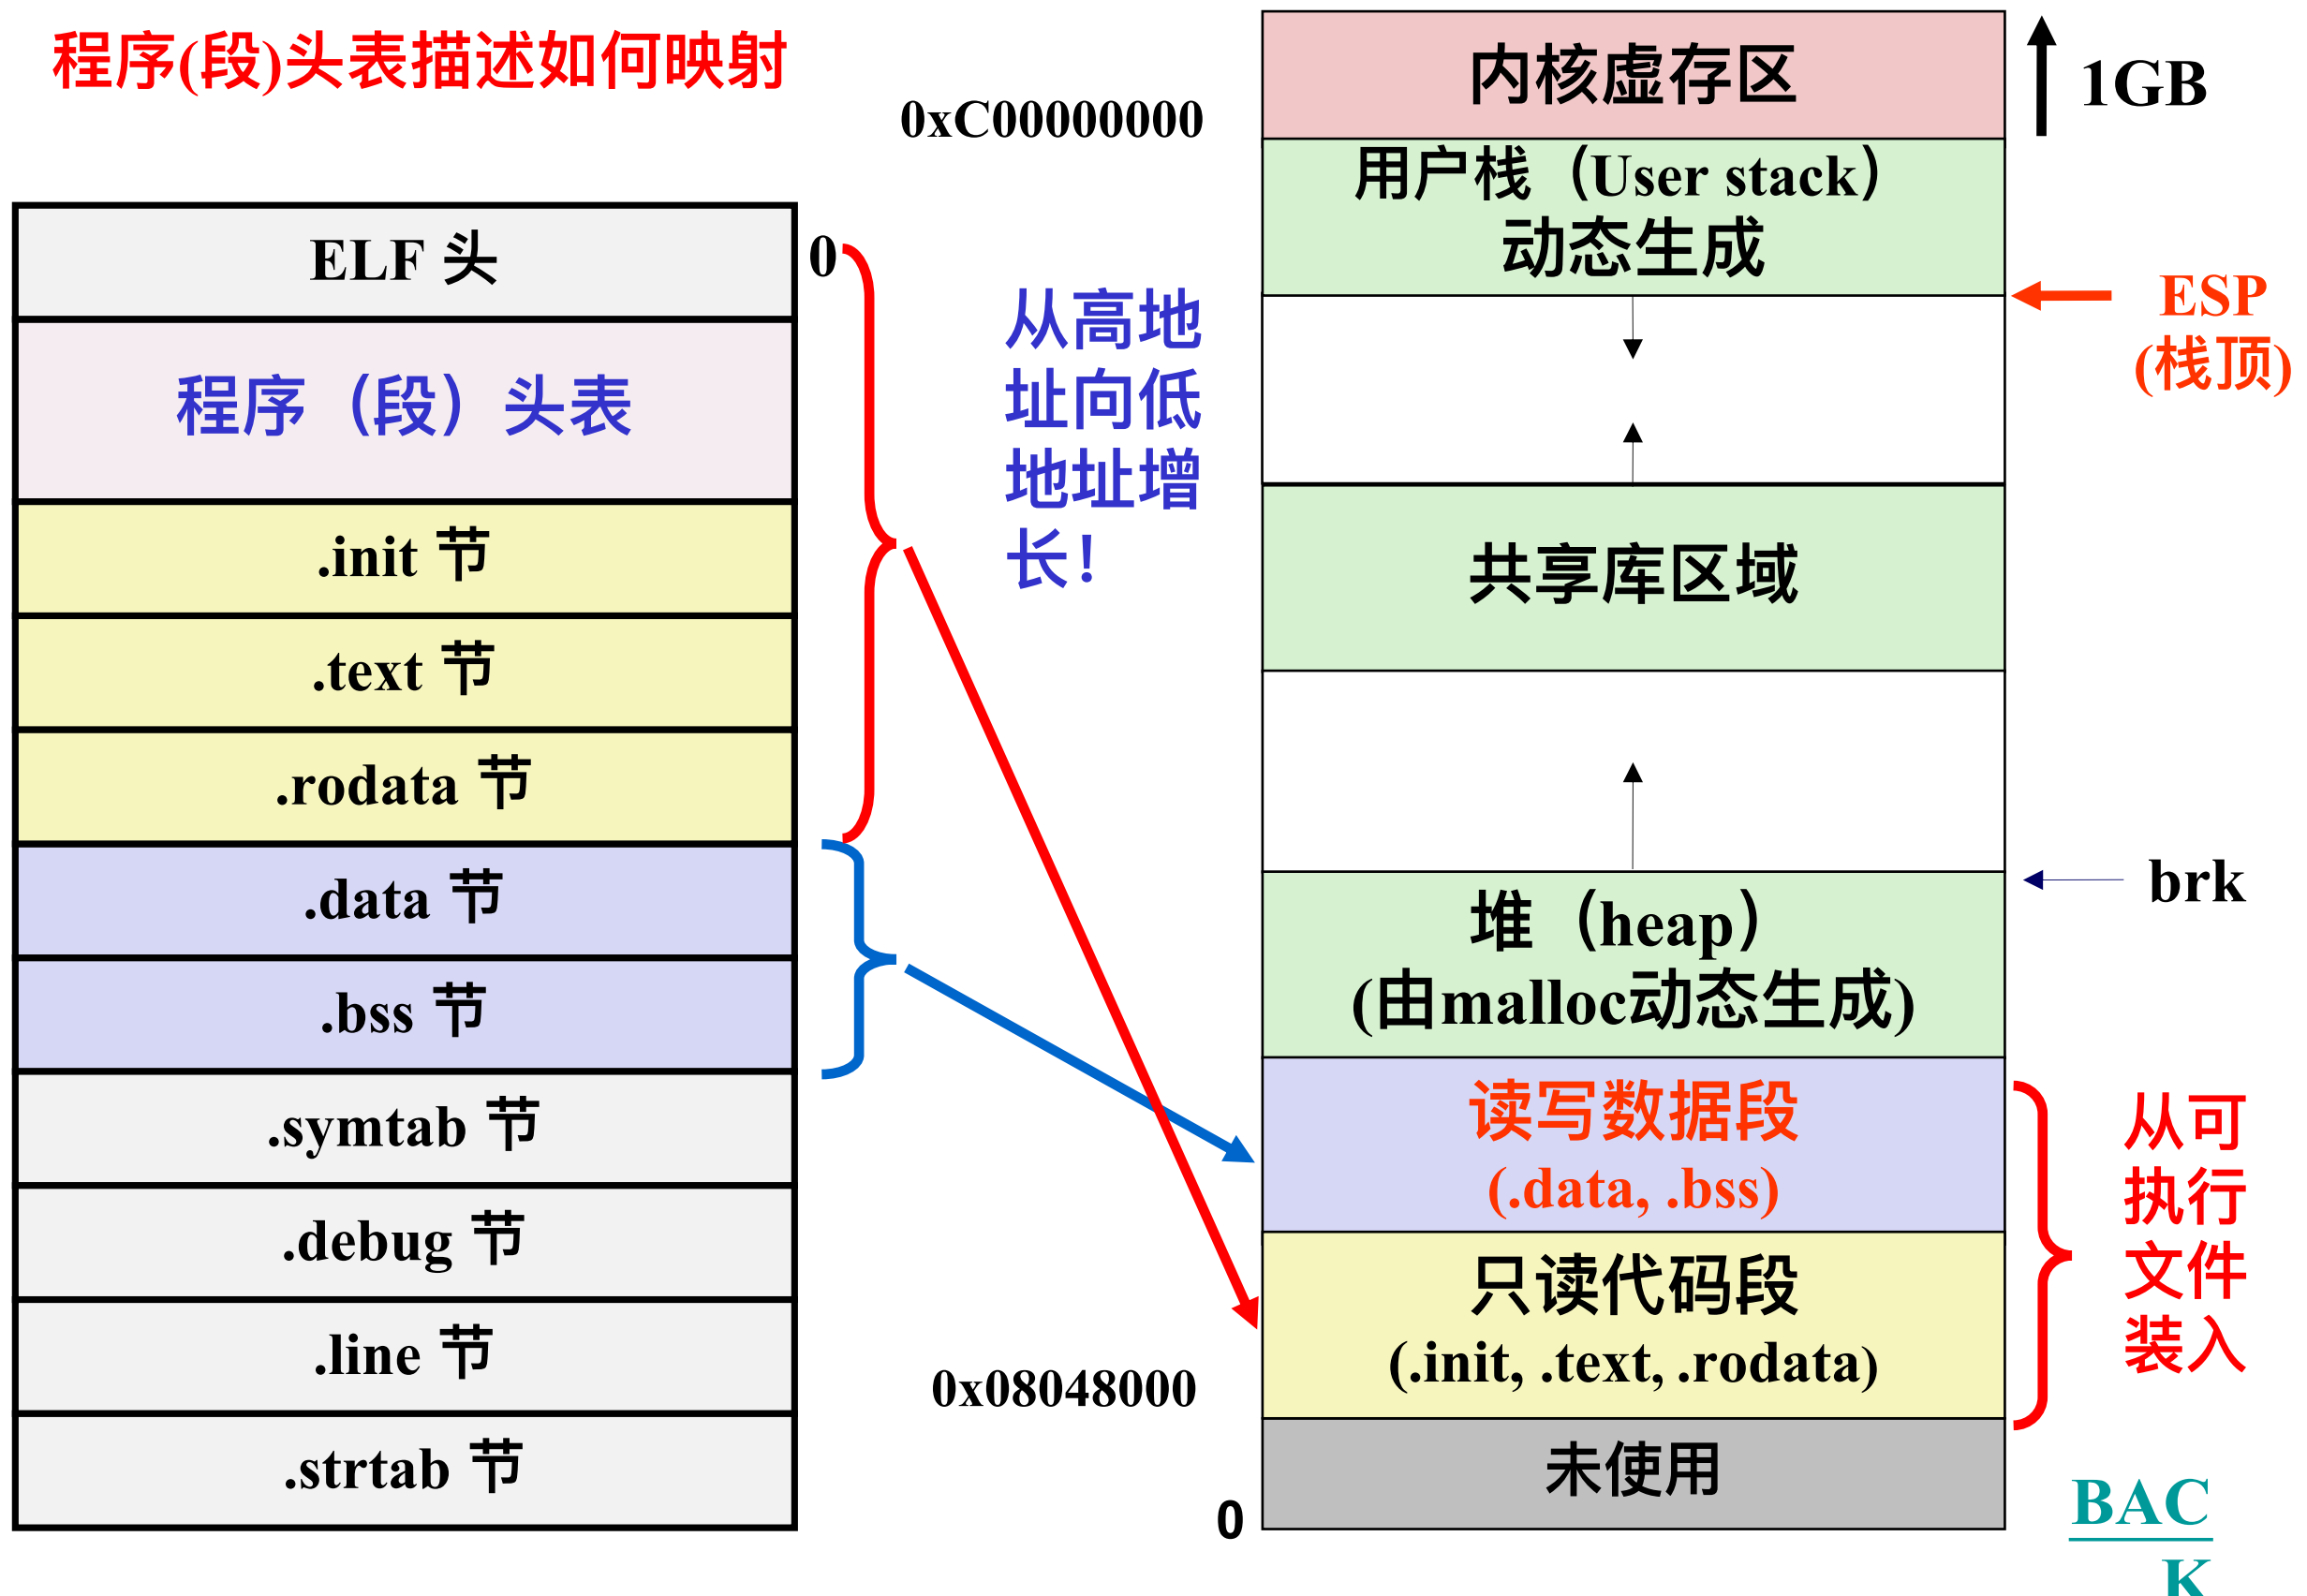 程序(段)头表描述如何映射
ELF 头
程序（段）头表
.init 节
.text 节
.rodata 节
.data 节
.bss 节
.symtab 节
.debug 节
.line 节
.strtab 节
0
从高地
址向低
地址增
长!
0xC0000000
0x08048000
0
内核虚存区
用户栈（User stack）
动态生成
共享库区域
堆（heap）
(由malloc动态生成)
读写数据段
(.data, .bss)
只读代码段
(.init, .text, .rodata)
未使用
1GB
ESP
(栈顶)
brk
从可
执行
文件
装入
BAC
K